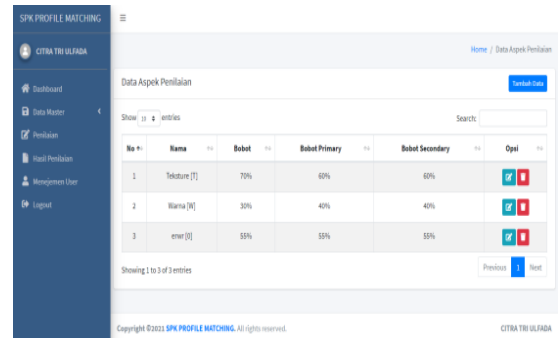 SPK PROFILE MATCHING
CITRA TRI ULFADA
Home / Data Aspek Penilaian
Dashboard
Data Master
Penilaian
Hasil Penilaian
Menejemen User
Logout
Data Aspek Penilaian
Tambah Data
Show 10 entries
Search:
No Nama Bobot Bobot Primary Bobot Secondary Opsi
1 Teksture [T] 70% 60% 60%
2 Warna [W] 30% 40% 40%
3 errwr [0] 55% 55% 55%
Showing 1 to 3 of 3 entries
Previous 1 Next
Copyright ©2021 SPK PROFILE MATCHING. All rights reserved.
CITRA TRI ULFADA